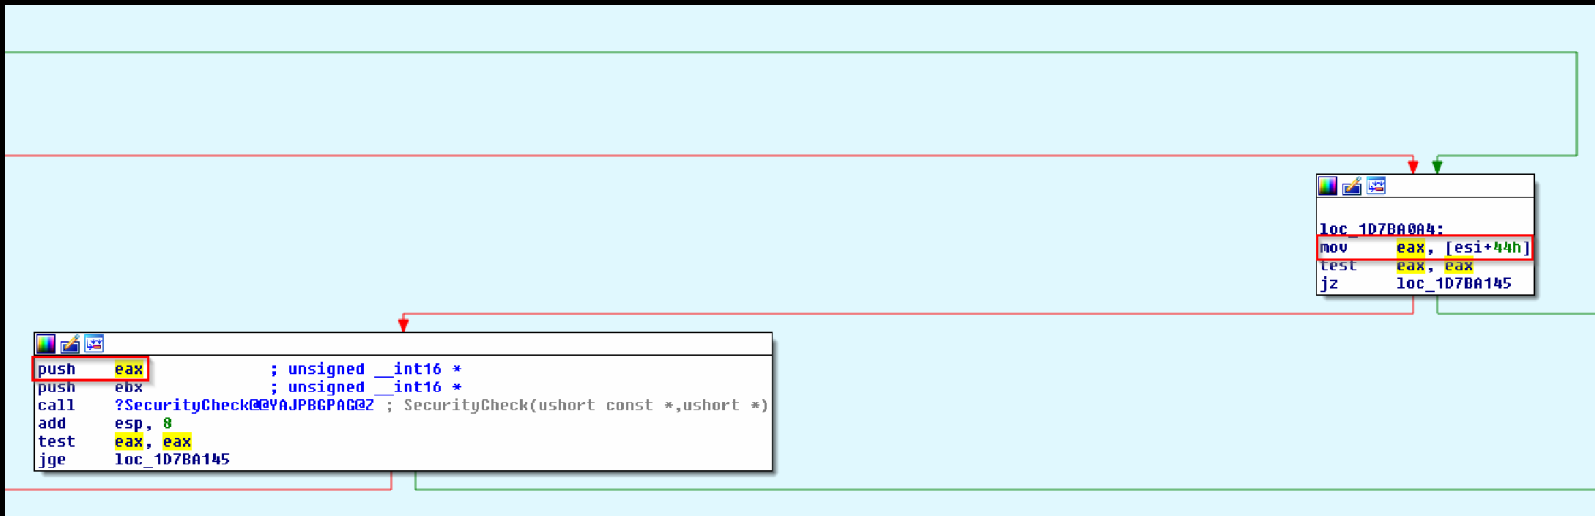 loc_1D7BA0A4:
mov eax, [esi+44h]
test eax, eax
jz loc_1D7BA145
push eax ; unsigned __int16 *
push ebx ; unsigned __int16 *
call ?SecurityCheck@@YAJPBGPAG@Z ; SecurityCheck(ushort const *,ushort *)
add esp, 8
test eax, eax
jge loc_1D7BA145